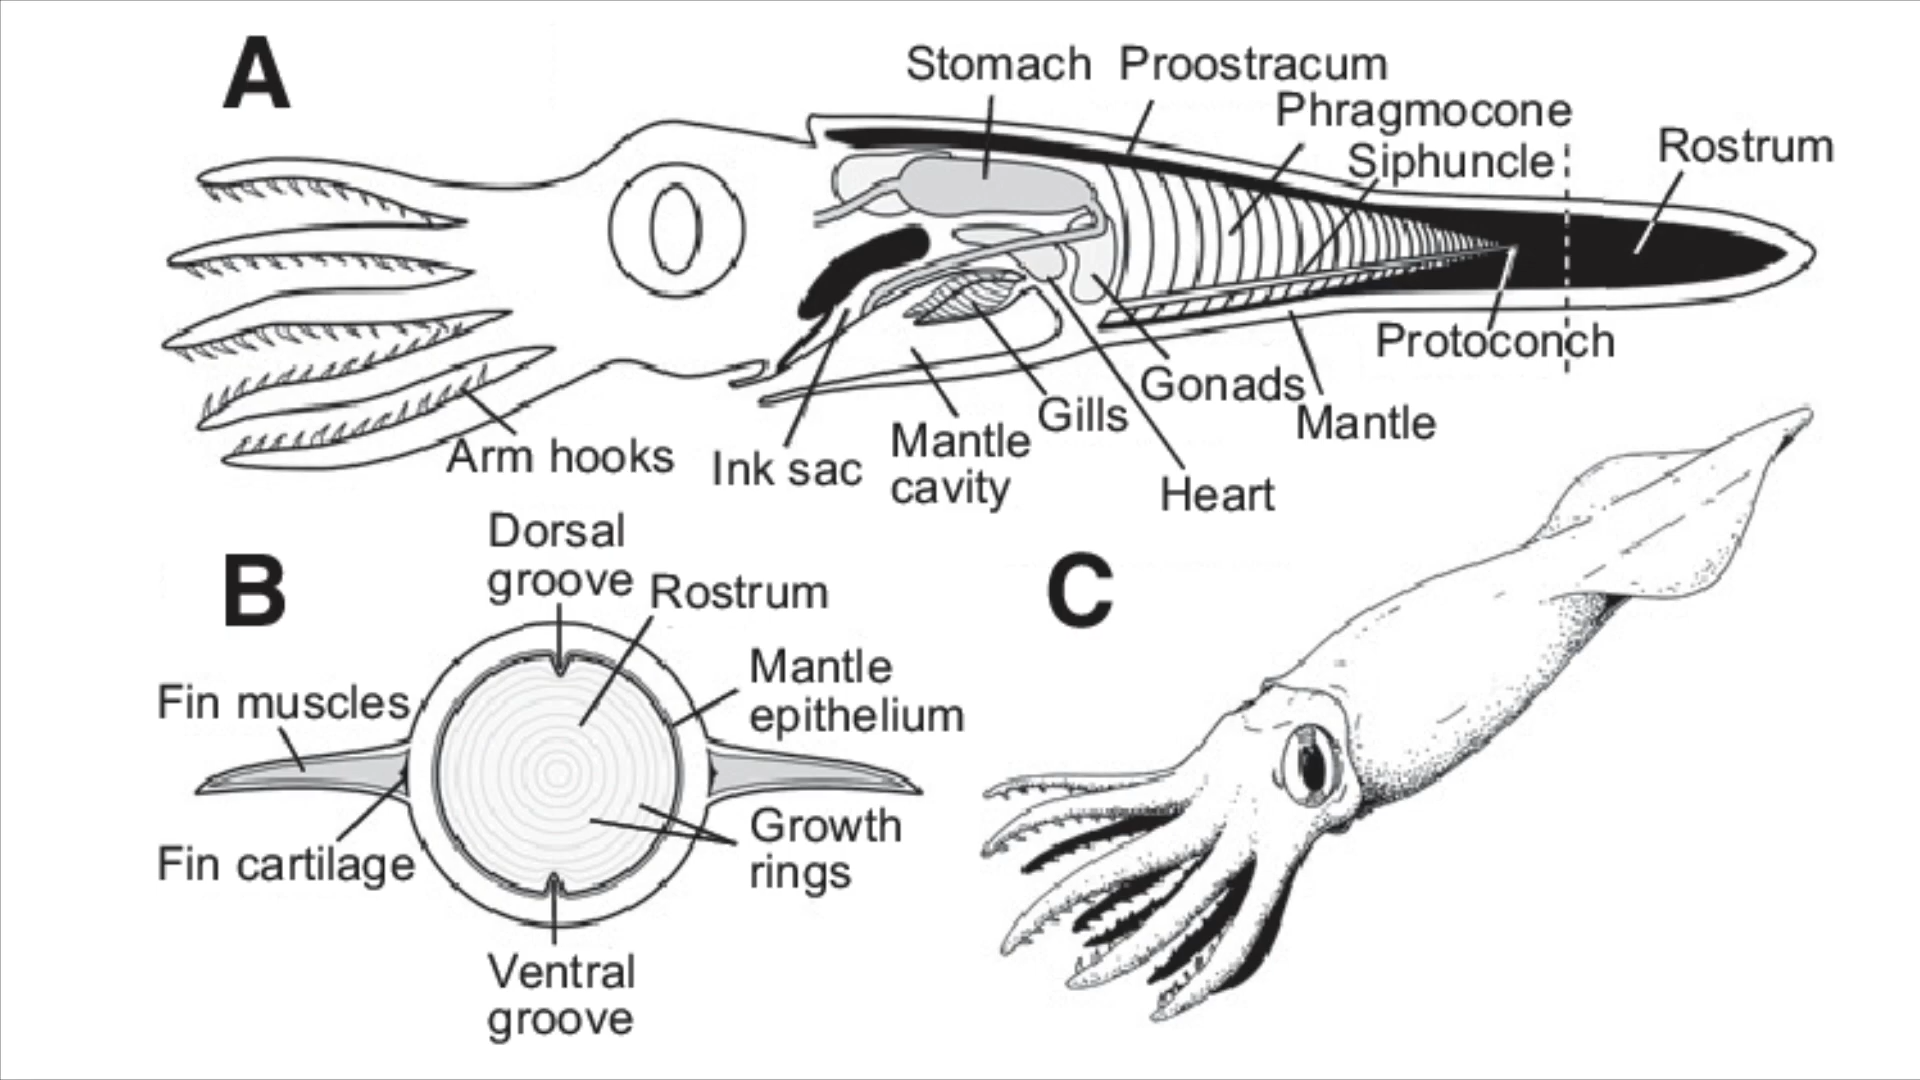 A
Stomach
Proostracum
Phragmocone
Siphuncle
Rostrum
Protoconch
Gonads
Mantle
Gills
Heart
Mantle
cavity
Ink sac
Arm hooks
B
Dorsal
groove
Rostrum
Mantle
epithelium
Fin muscles
Fin cartilage
Growth
rings
Ventral
groove
C